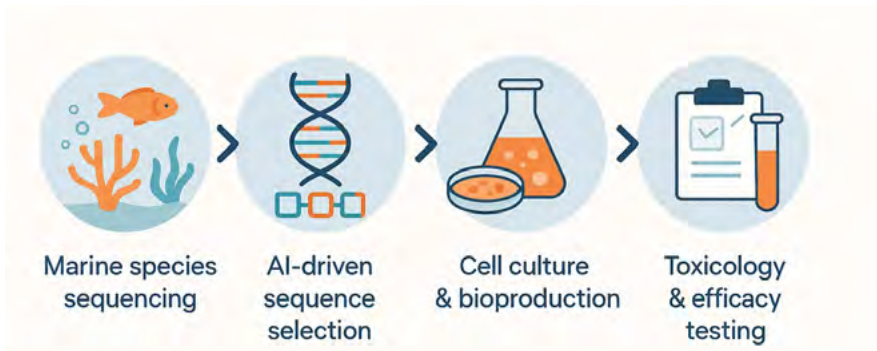 Marine species
sequencing
AI-driven
sequence
selection
Cell culture
& bioproduction
Toxicology
& efficacy
testing